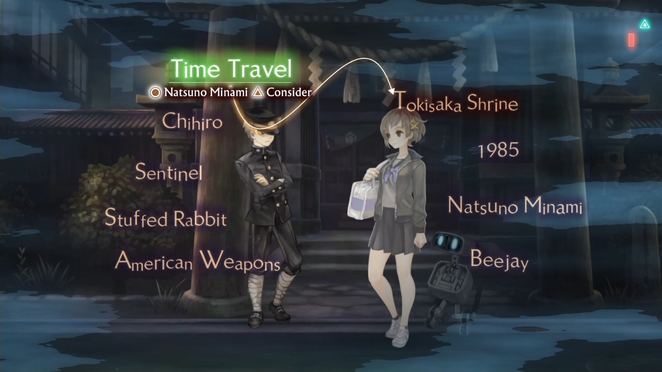 Time Travel
Natsuno Minami Consider
Chihiro
Sentinel
Stuffed Rabbit
American Weapons
Tokisaka Shrine
1985
Natsuno Minami
Beejay